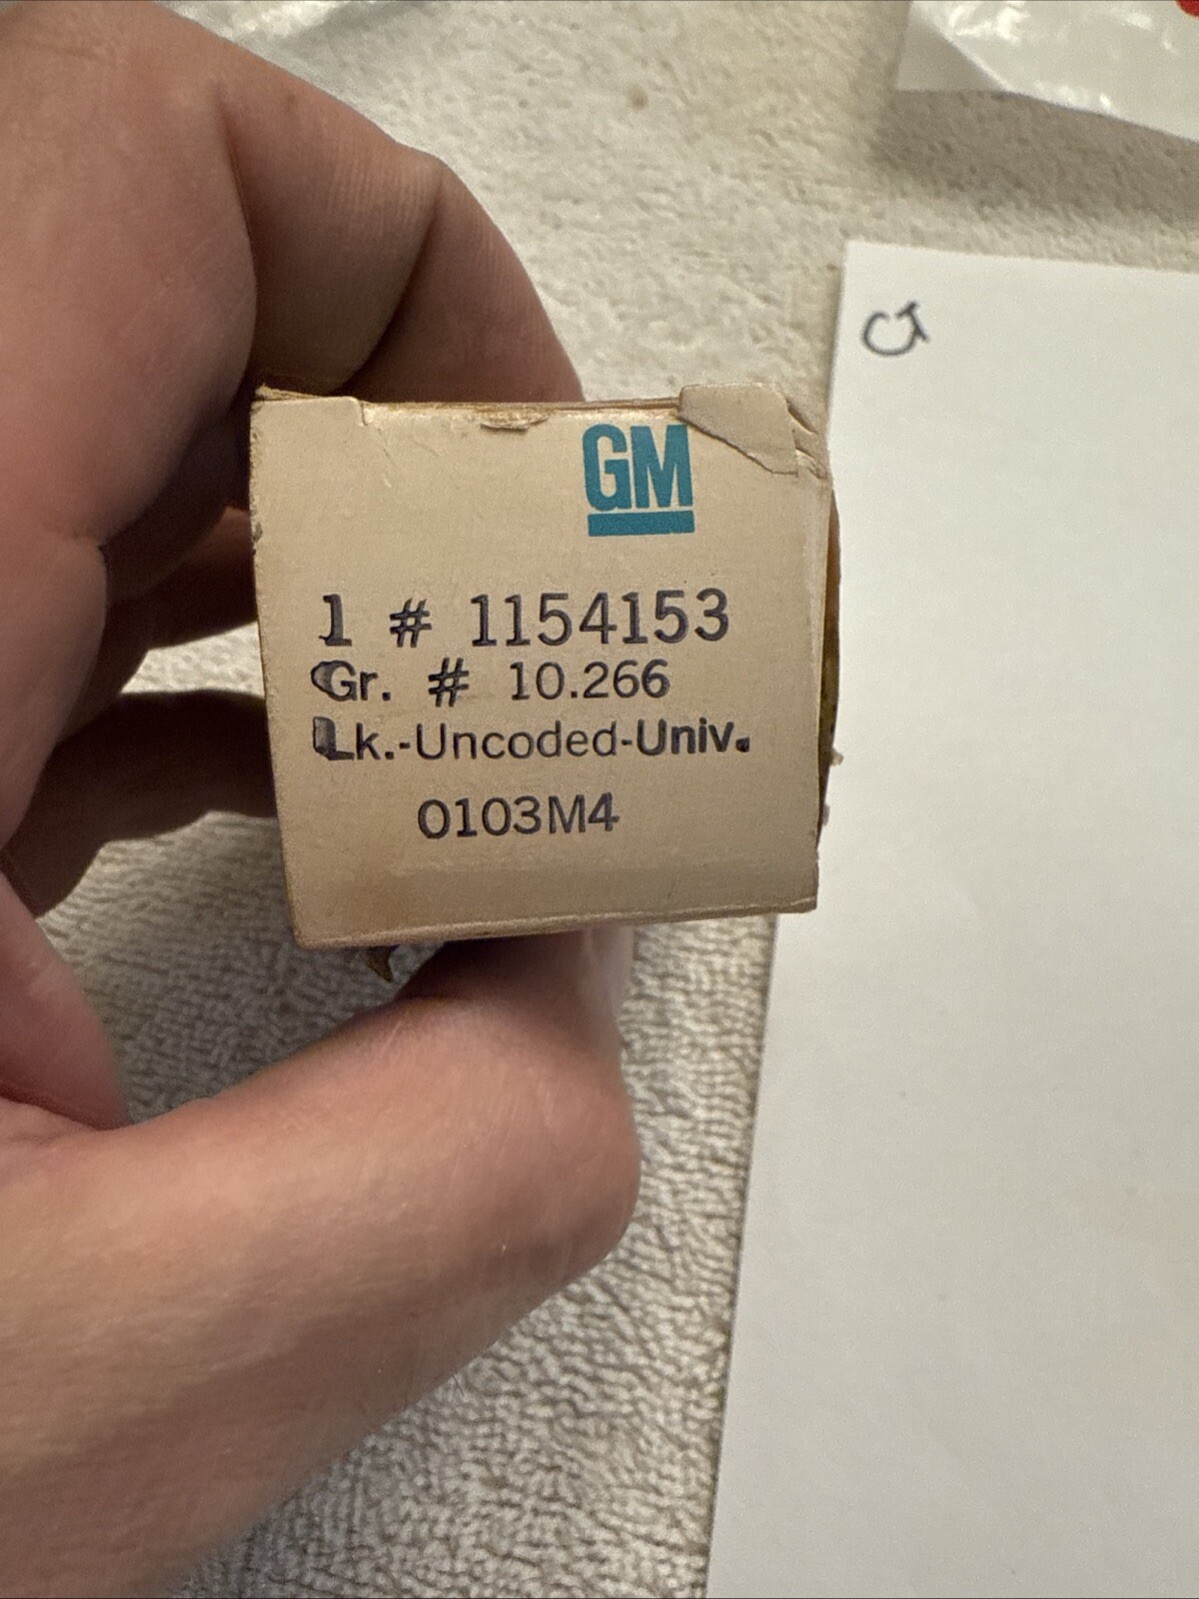 GM
1 # 1154153
Gr. # 10.266
Lk.-Uncoded-Univ.
0103M4